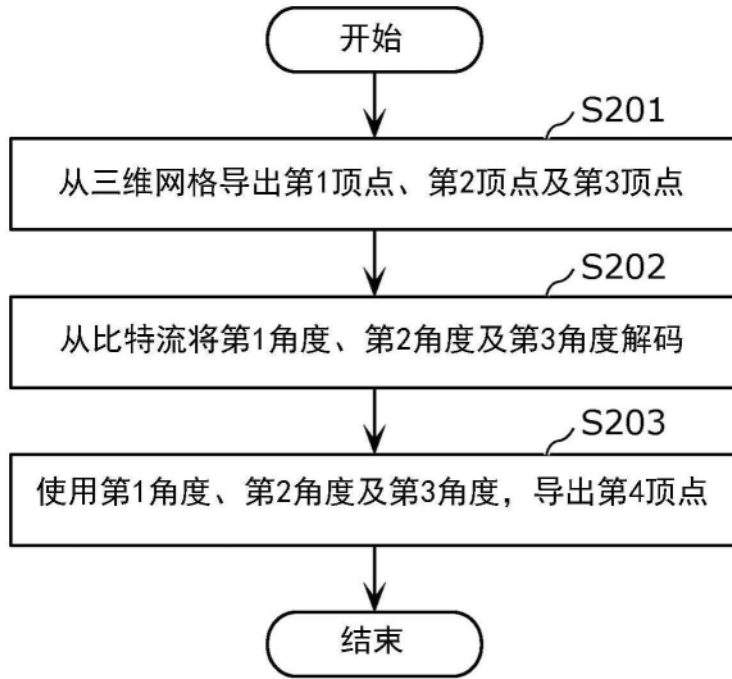 开始
S201
从三维网格导出第1顶点、第2顶点及第3顶点
S202
从比特流将第1角度、第2角度及第3角度解码
S203
使用第1角度、第2角度及第3角度，导出第4顶点
结束